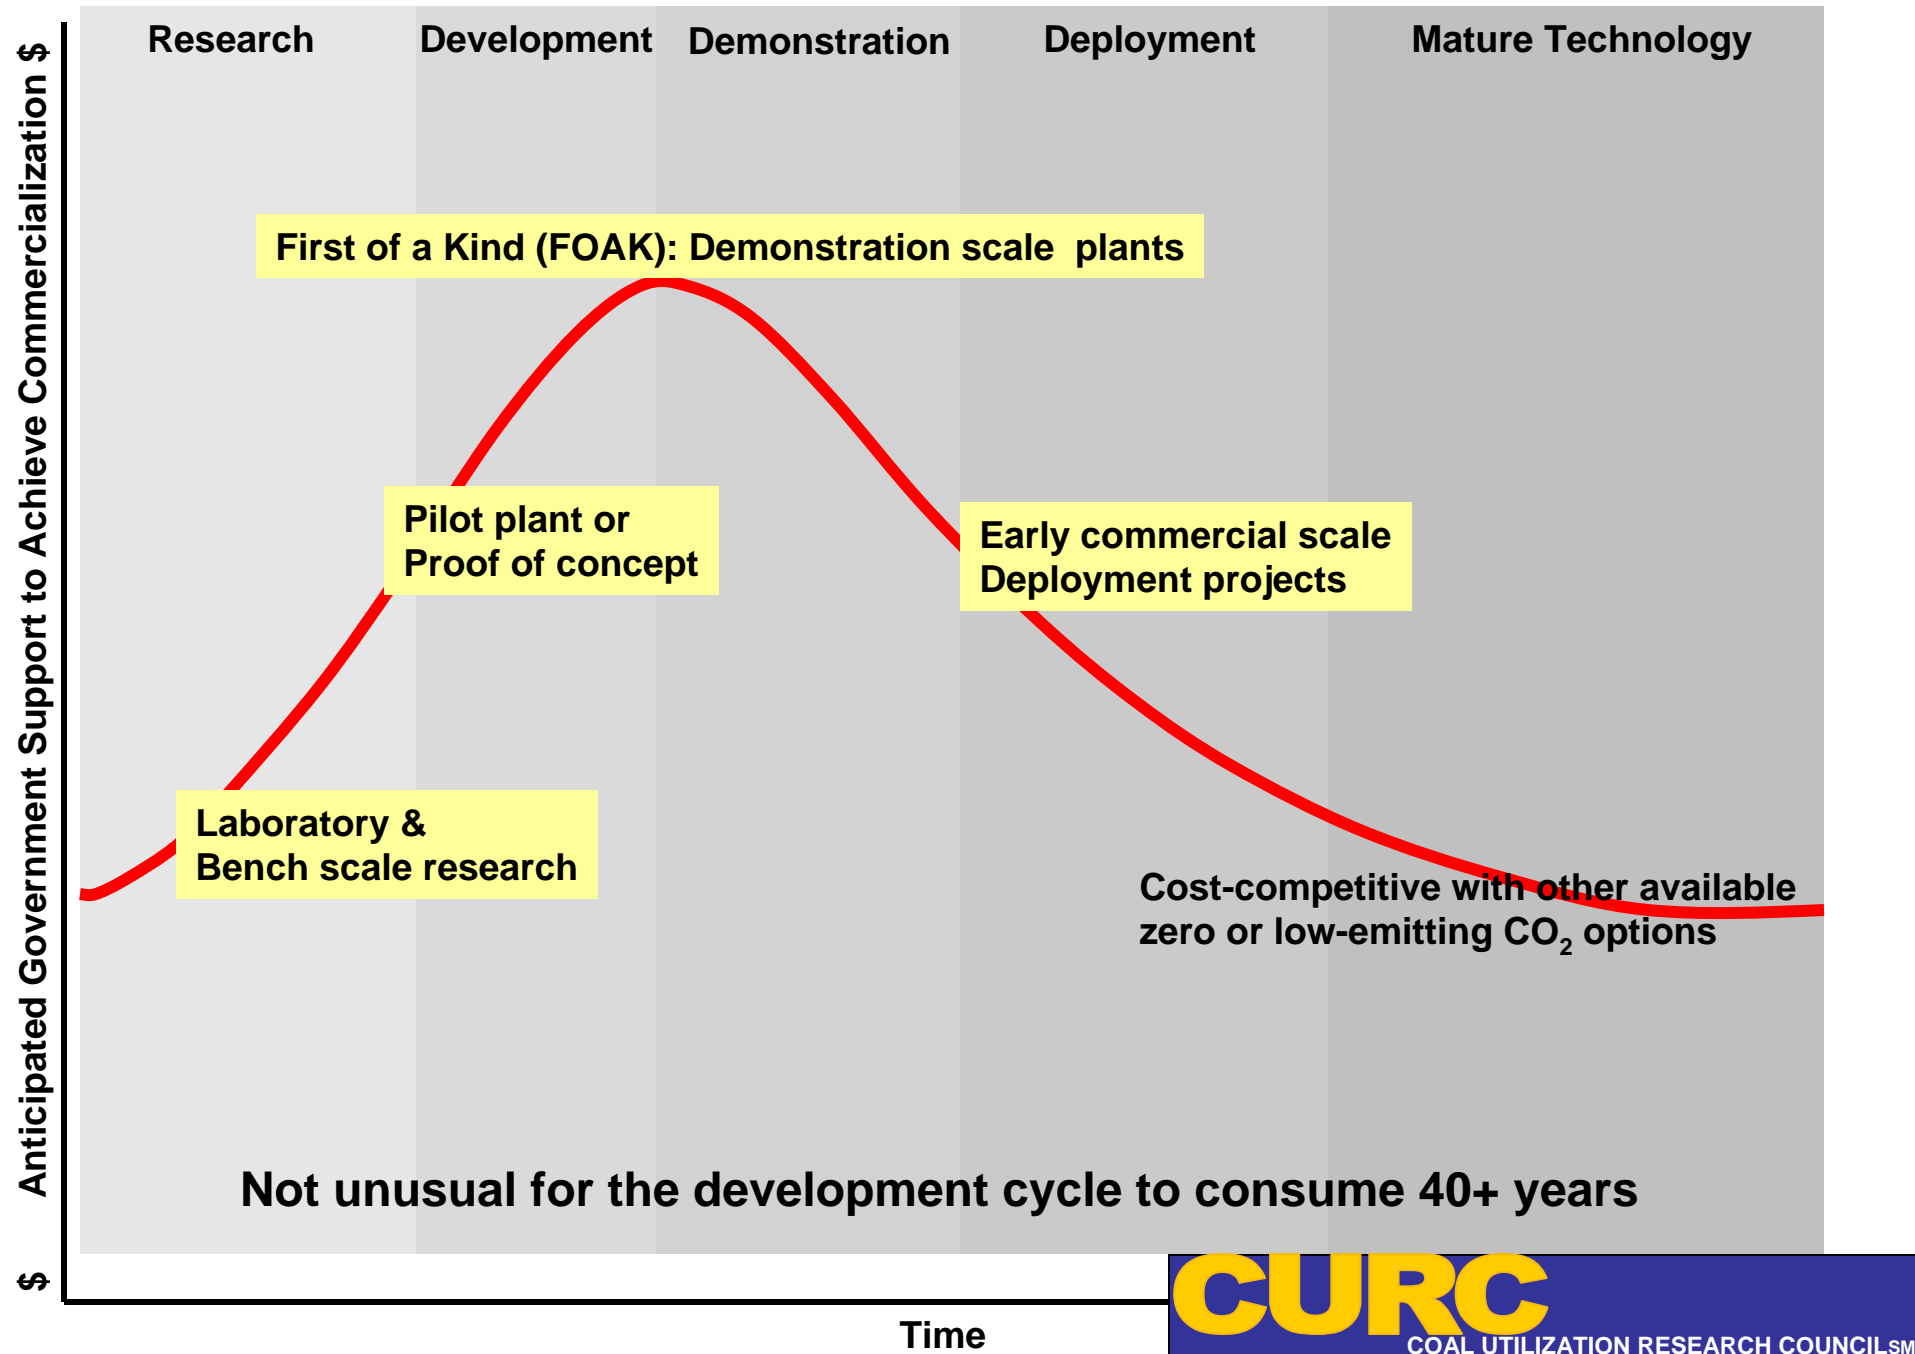 Research Development Demonstration Deployment Mature Technology
$ Anticipated Government Support to Achieve Commercialization $
First of a Kind (FOAK): Demonstration scale plants
Pilot plant or
Proof of concept
Early commercial scale
Deployment projects
Laboratory &
Bench scale research
Cost-competitive with other available
zero or low-emitting CO₂ options
Not unusual for the development cycle to consume 40+ years
Time
CURC
COAL UTILIZATION RESEARCH COUNCIL SM